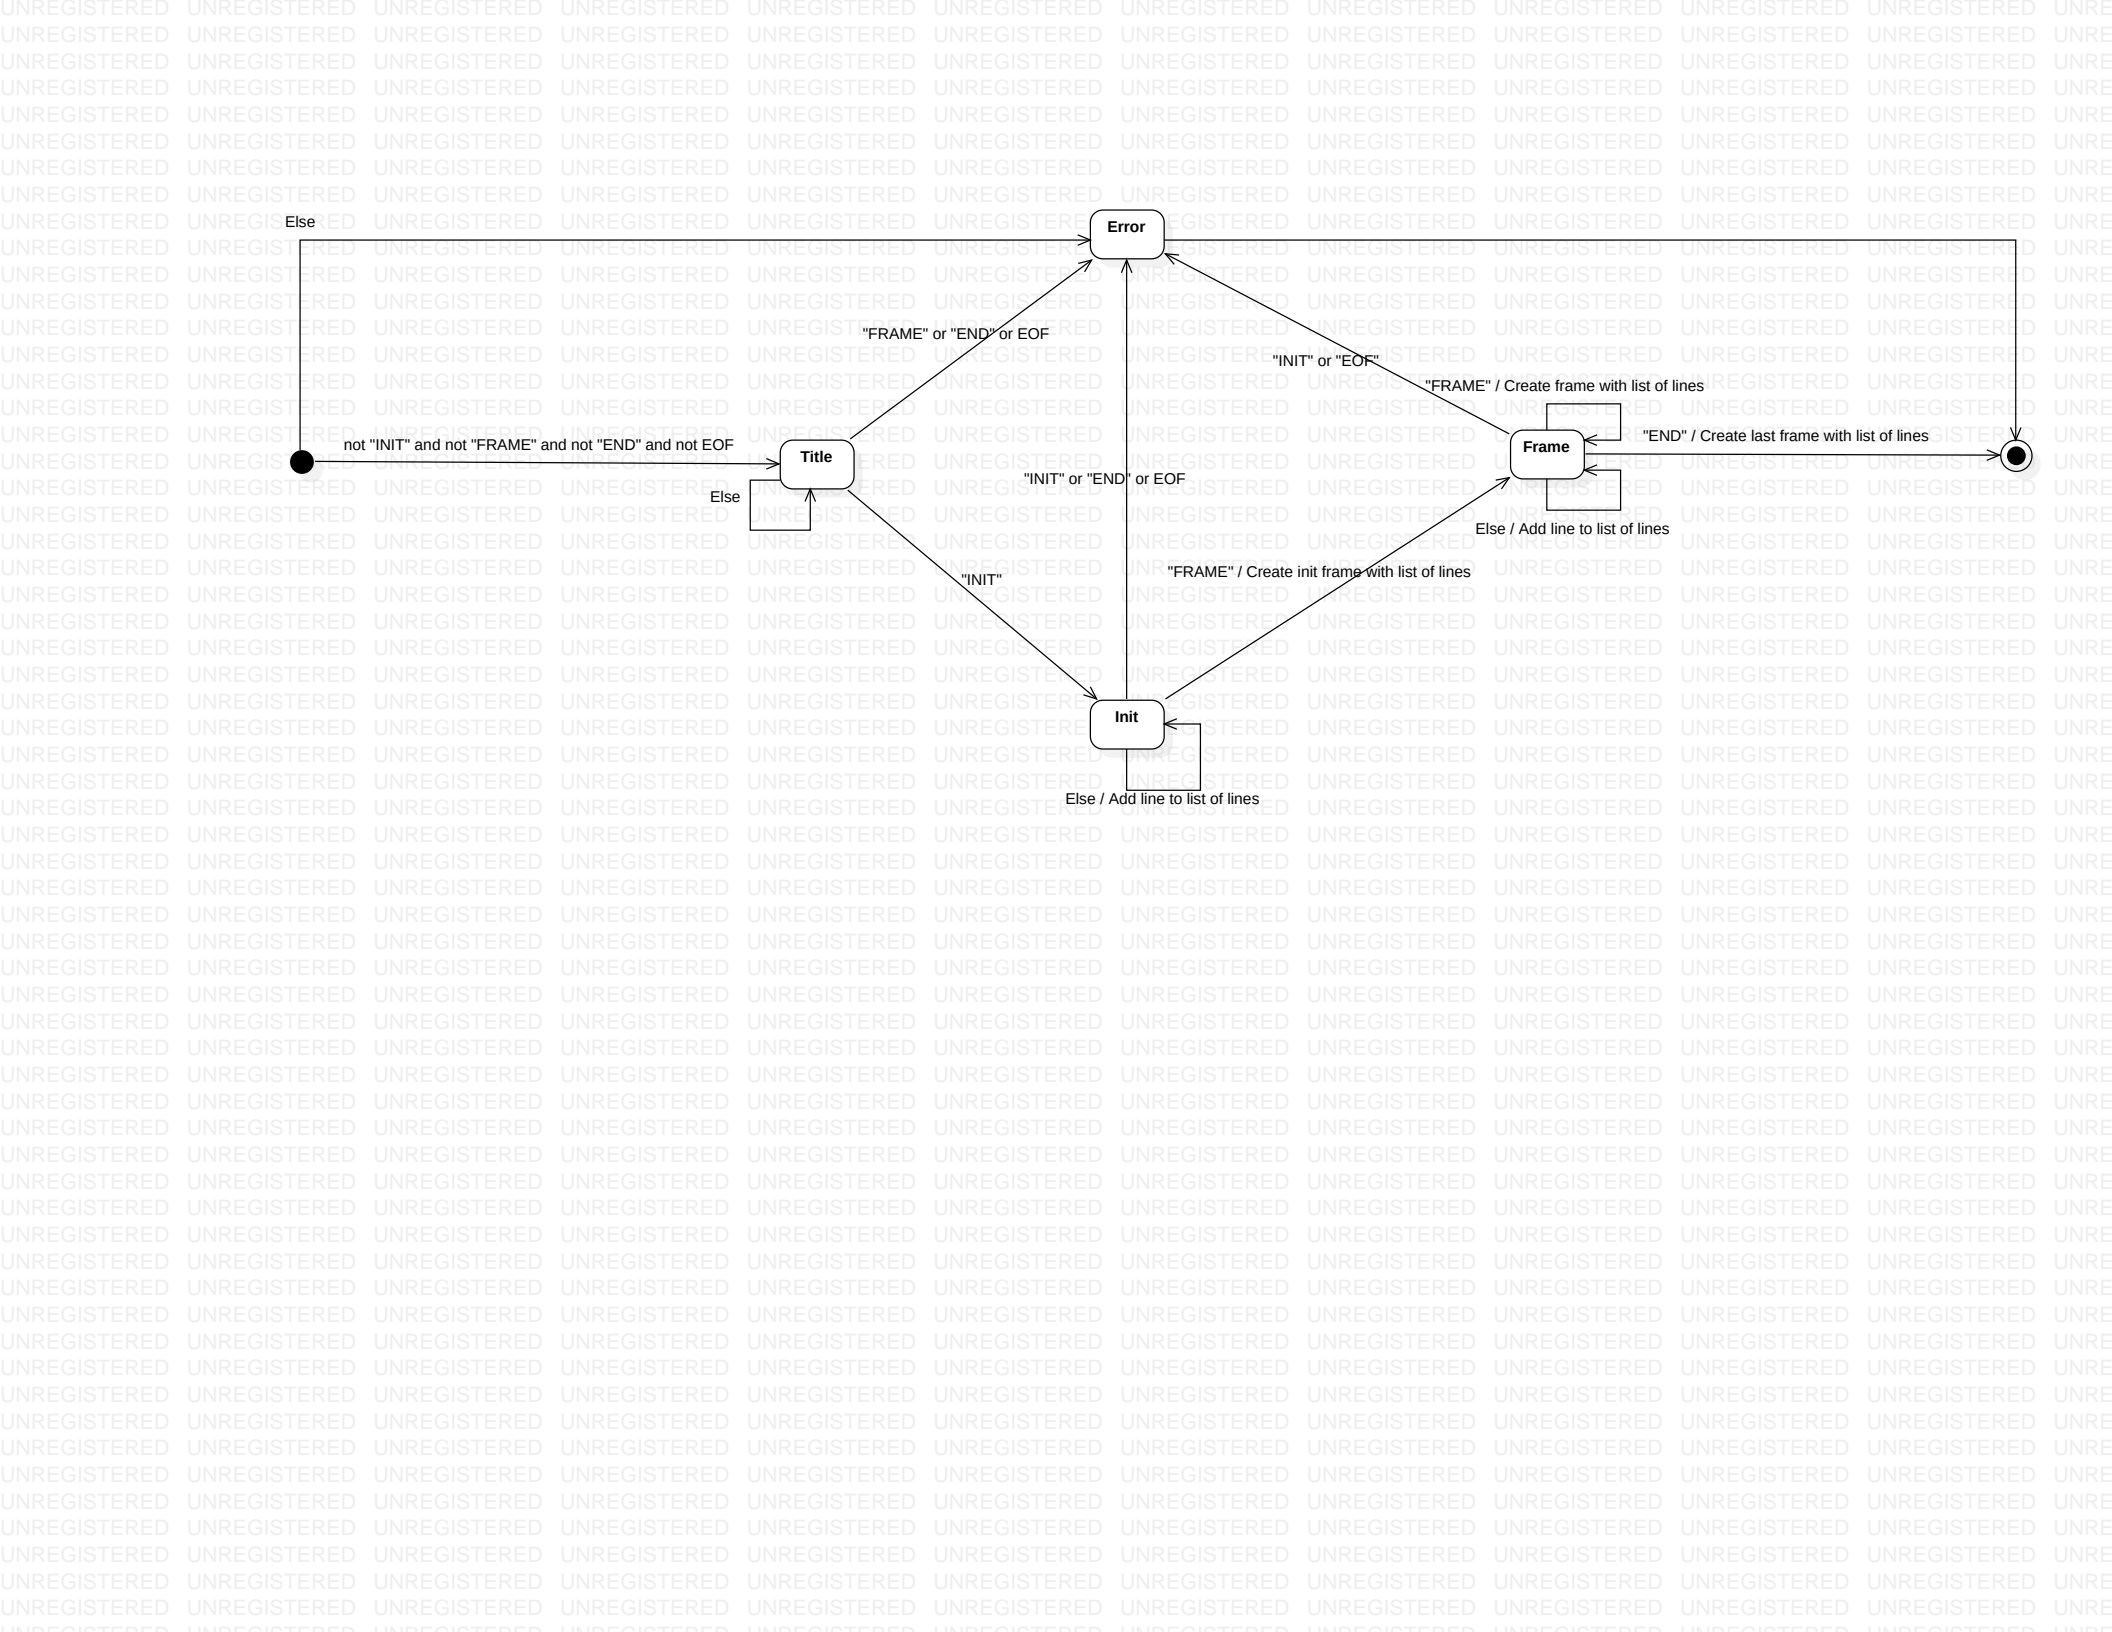 Else
Error
"FRAME" or "END" or EOF
"INIT" or "EOF"
"FRAME" / Create frame with list of lines
not "INIT" and not "FRAME" and not "END" and not EOF
Title
Frame
"END" / Create last frame with list of lines
Else
"INIT" or "END" or EOF
Else / Add line to list of lines
"INIT"
"FRAME" / Create init frame with list of lines
Init
Else / Add line to list of lines
UNREGISTERED